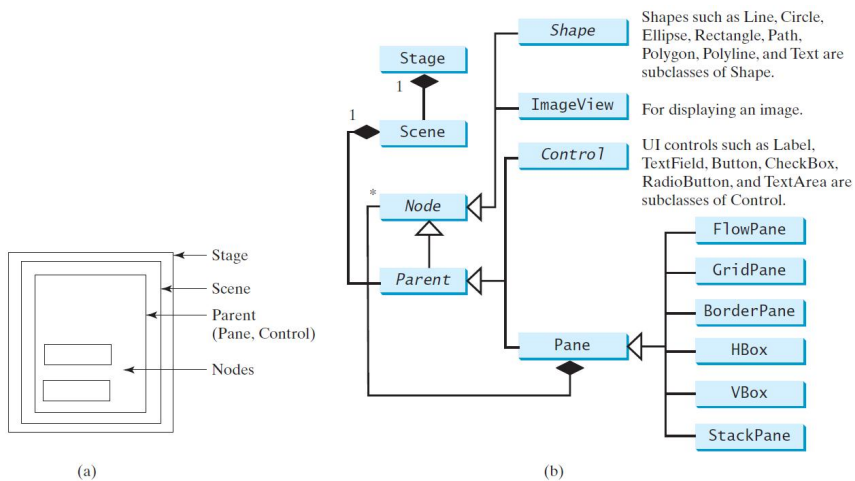 Stage
Scene
Parent
(Pane, Control)
Nodes
(a)
Stage
1
1
Scene
*
Node
Parent
Shape
Shapes such as Line, Circle,
Ellipse, Rectangle, Path,
Polygon, Polyline, and Text are
subclasses of Shape.
ImageView
For displaying an image.
Control
UI controls such as Label,
TextField, Button, CheckBox,
RadioButton, and TextArea are
subclasses of Control.
Pane
FlowPane
GridPane
BorderPane
HBox
VBox
StackPane
(b)